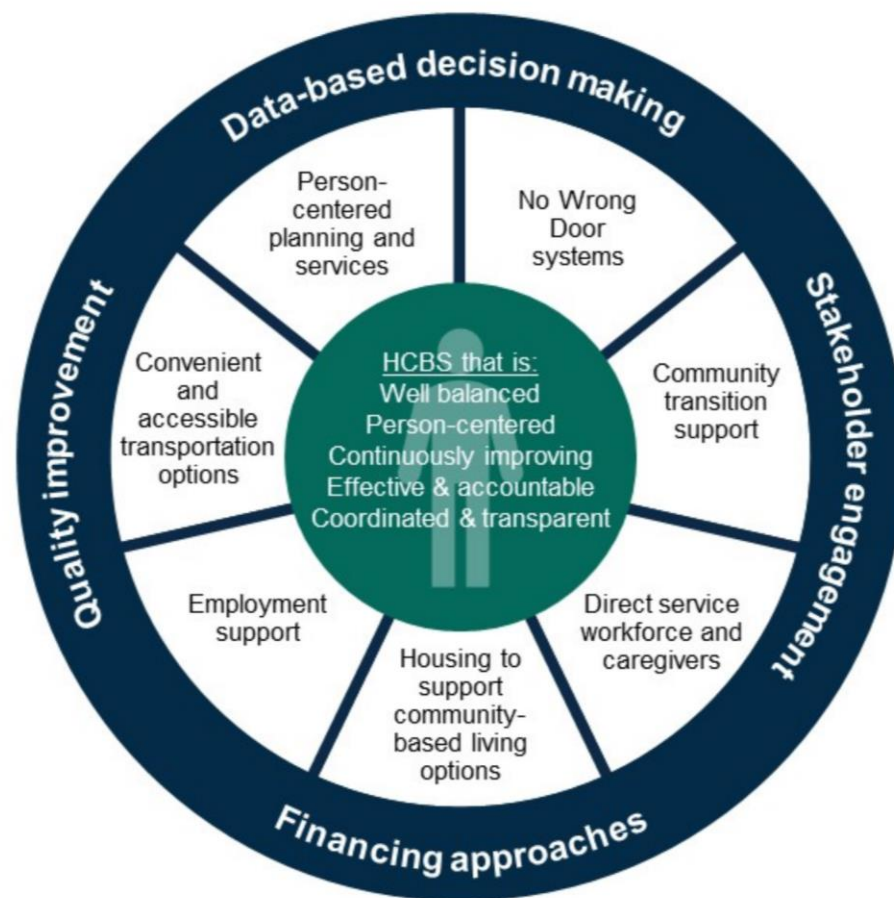 Data-based decision making
Stakeholder engagement
Financing approaches
Quality improvement
Person-
centered
planning and
services
No Wrong
Door
systems
Community
transition
support
Direct service
workforce and
caregivers
Housing to
support
community-
based living
options
Employment
support
Convenient
and
accessible
transportation
options
HCBS that is:
Well balanced
Person-centered
Continuously improving
Effective & accountable
Coordinated & transparent